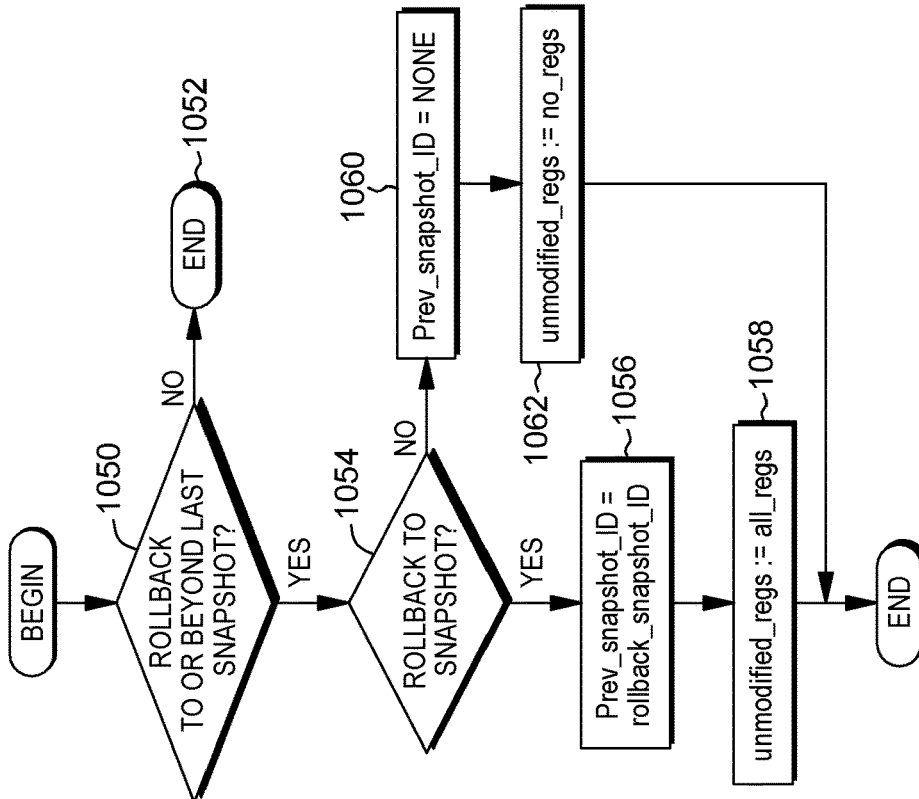 BEGIN
1050
ROLLBACK
TO OR BEYOND LAST
SNAPSHOT?
NO
END
1052
YES
1054
ROLLBACK TO
SNAPSHOT?
NO
1060
Prev_snapshot_ID = NONE
unmodified_regs := no_regs
1062
YES
1056
Prev_snapshot_ID =
rollback_snapshot_ID
1058
unmodified_regs := all_regs
END